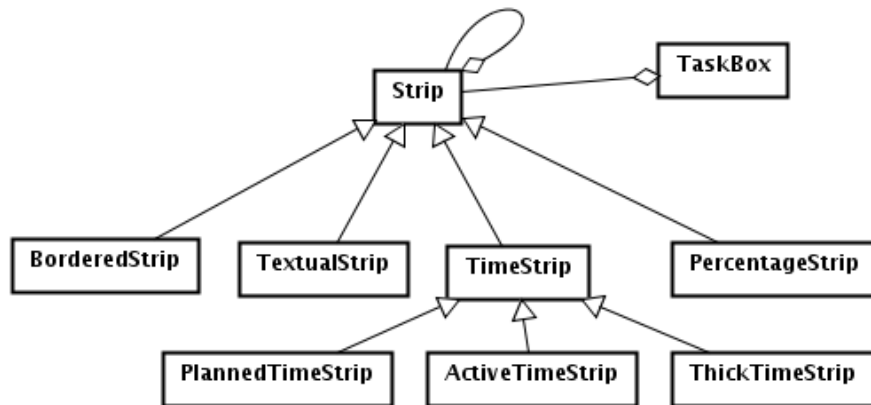 TaskBox
Strip
BorderedStrip
TextualStrip
TimeStrip
PercentageStrip
PlannedTimeStrip
ActiveTimeStrip
ThickTimeStrip